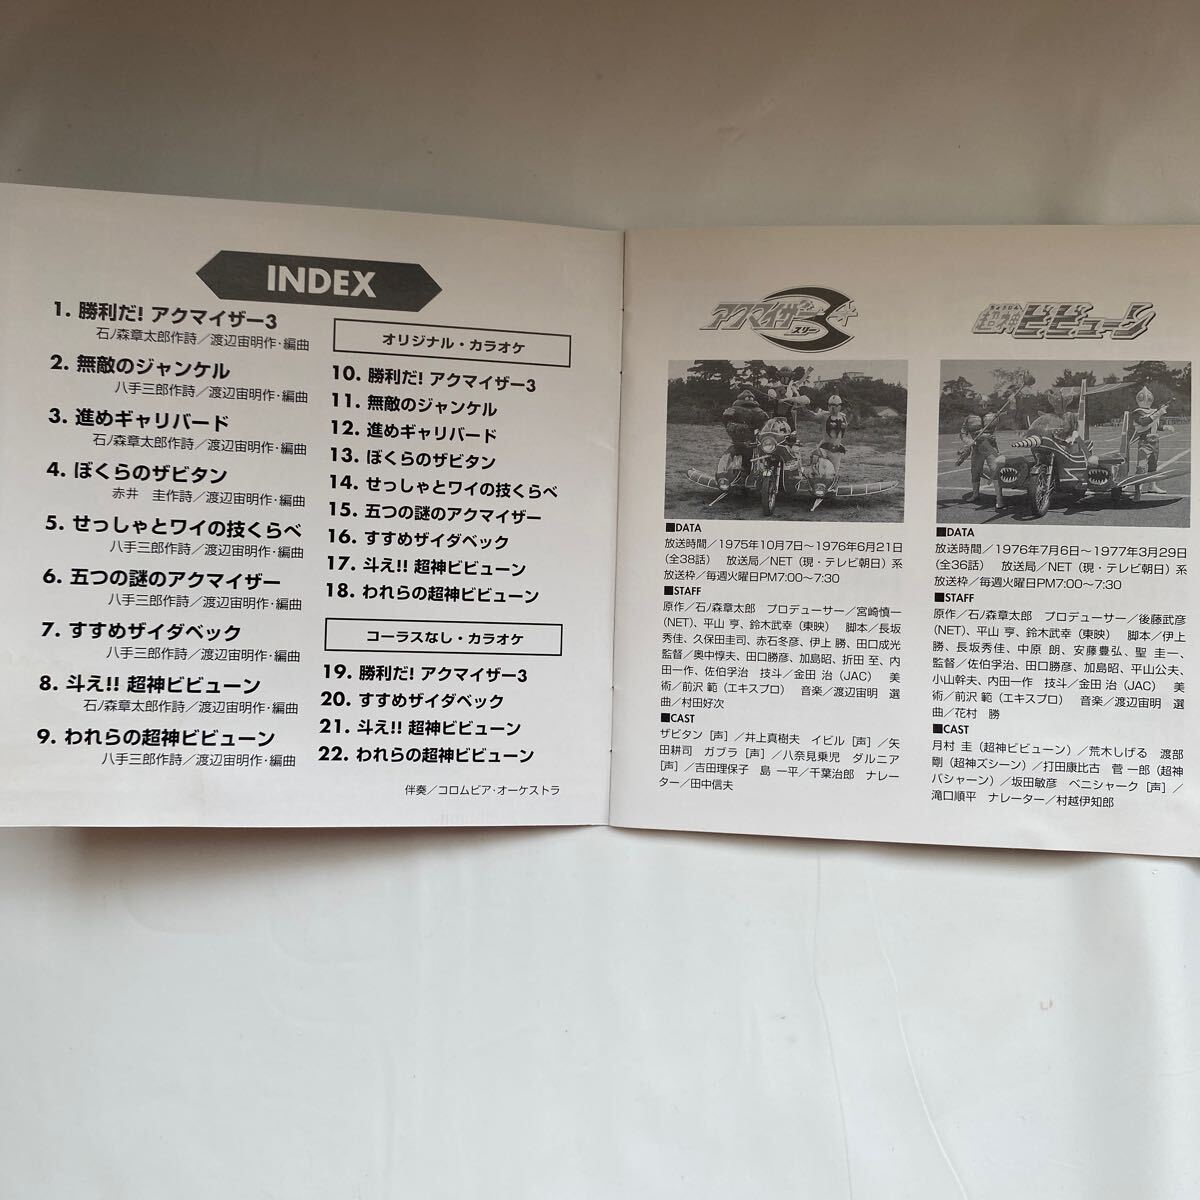 INDEX
1. 勝利だ! アクマイザー3
石ノ森章太郎作詩／渡辺宙明作・編曲
2. 無敵のジャンケル
八手三郎作詩／渡辺宙明作・編曲
3. 進めギャリバード
石ノ森章太郎作詩／渡辺宙明作・編曲
4. ぼくらのザビタン
赤井 圭作詩／渡辺宙明作・編曲
5. せっしゃとワイの技くらべ
八手三郎作詩／渡辺宙明作・編曲
6. 五つの謎のアクマイザー
八手三郎作詩／渡辺宙明作・編曲
7. すすめザイダベック
八手三郎作詩／渡辺宙明作・編曲
8. 斗え!! 超神ビビューン
石ノ森章太郎作詩／渡辺宙明作・編曲
9. われらの超神ビビューン
八手三郎作詩／渡辺宙明作・編曲
オリジナル・カラオケ
10. 勝利だ! アクマイザー3
11. 無敵のジャンケル
12. 進めギャリバード
13. ぼくらのザビタン
14. せっしゃとワイの技くらべ
15. 五つの謎のアクマイザー
16. すすめザイダベック
17. 斗え!! 超神ビビューン
18. われらの超神ビビューン
コーラスなし・カラオケ
19. 勝利だ! アクマイザー3
20. すすめザイダベック
21. 斗え!! 超神ビビューン
22. われらの超神ビビューン
伴奏／コロムビア・オーケストラ
アクマイザー3
スリー
■DATA
放送時間／1975年10月7日〜1976年6月21日
(全38話) 放送局／NET（現・テレビ朝日）系
放送枠／毎週火曜日PM7:00〜7:30
■STAFF
原作／石ノ森章太郎 プロデューサー／宮崎慎一
(NET)、平山 亨、鈴木武幸（東映） 脚本／長坂
秀佳、久保田圭司、赤石冬彦、伊上 勝、田口成光
監督／奥中惇夫、田口勝彦、加島昭、折田 至、内
田一作、佐伯孚治 技斗／金田 治（JAC） 美
術／前沢 範（エキスプロ） 音楽／渡辺宙明 選
曲／村田好次
■CAST
ザビタン［声］／井上真樹夫 イビル［声］／矢
田耕司 ガブラ［声］／八奈見乗児 ダルニア
［声］／吉田理保子 島 一平／千葉治郎 ナレー
ター／田中信夫
ちょうじん
超神ビビューン
■DATA
放送時間／1976年7月6日〜1977年3月29日
(全36話) 放送局／NET（現・テレビ朝日）系
放送枠／毎週火曜日PM7:00〜7:30
■STAFF
原作／石ノ森章太郎 プロデューサー／後藤武彦
(NET)、平山 亨、鈴木武幸（東映） 脚本／伊上
勝、長坂秀佳、中原 朗、安藤豊弘、聖 圭一、
監督／佐伯孚治、田口勝彦、加島昭、平山公夫、
小山幹夫、内田一作 技斗／金田 治（JAC） 美
術／前沢 範（エキスプロ） 音楽／渡辺宙明 選
曲／花村 勝
■CAST
月村 圭（超神ビビューン）／荒木しげる 渡部
剛（超神ズシーン）／打田康比古 菅 一郎（超神
バシャーン）／坂田敏彦 ベニシャーク［声］／
滝口順平 ナレーター／村越伊知郎